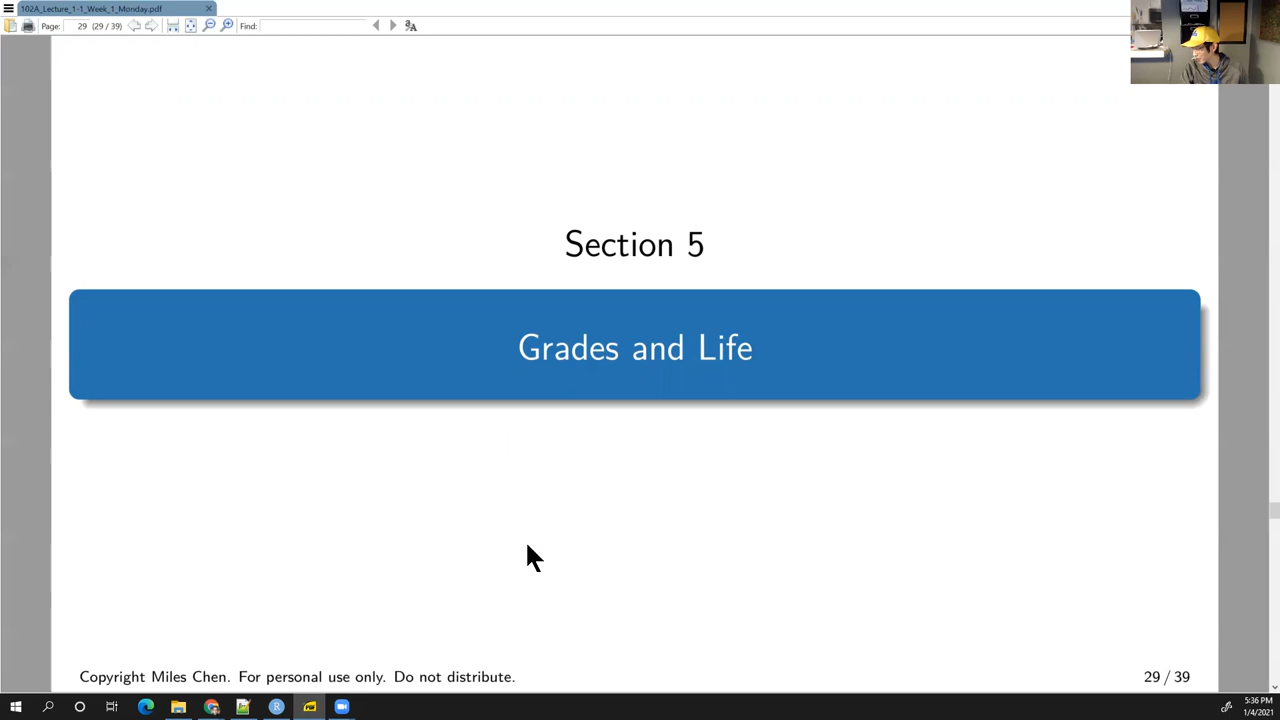 102A_Lecture_1-1_Week_1_Monday.pdf
Page: 29 (29 / 39) Find:
Section 5
Grades and Life
Copyright Miles Chen. For personal use only. Do not distribute. 29 / 39
5:36 PM
1/4/2021